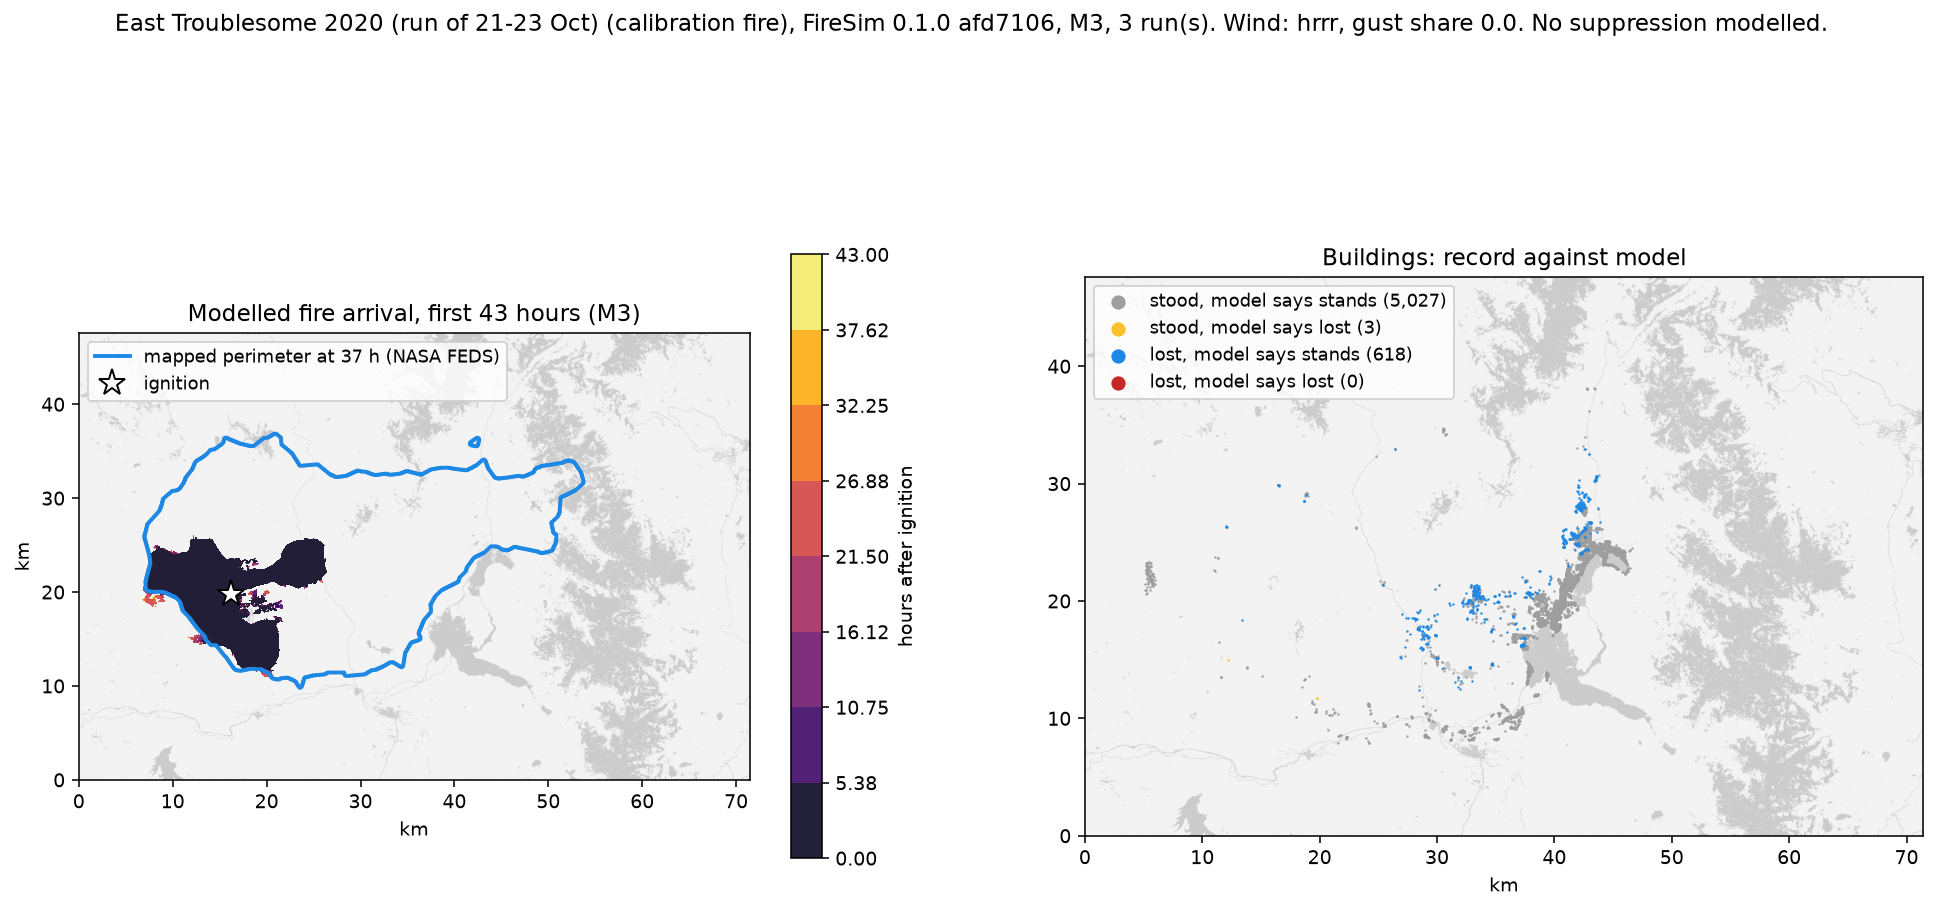 East Troublesome 2020 (run of 21-23 Oct) (calibration fire), FireSim 0.1.0 afd7106, M3, 3 run(s). Wind: hrrr, gust share 0.0. No suppression modelled.
Modelled fire arrival, first 43 hours (M3)
mapped perimeter at 37 h (NASA FEDS)
ignition
40
30
20
10
0
km
0 10 20 30 40 50 60 70
km
43.00
37.62
32.25
26.88
21.50
16.12
10.75
5.38
0.00
hours after ignition
Buildings: record against model
stood, model says stands (5,027)
stood, model says lost (3)
lost, model says stands (618)
lost, model says lost (0)
40
30
20
10
0
km
0 10 20 30 40 50 60 70
km